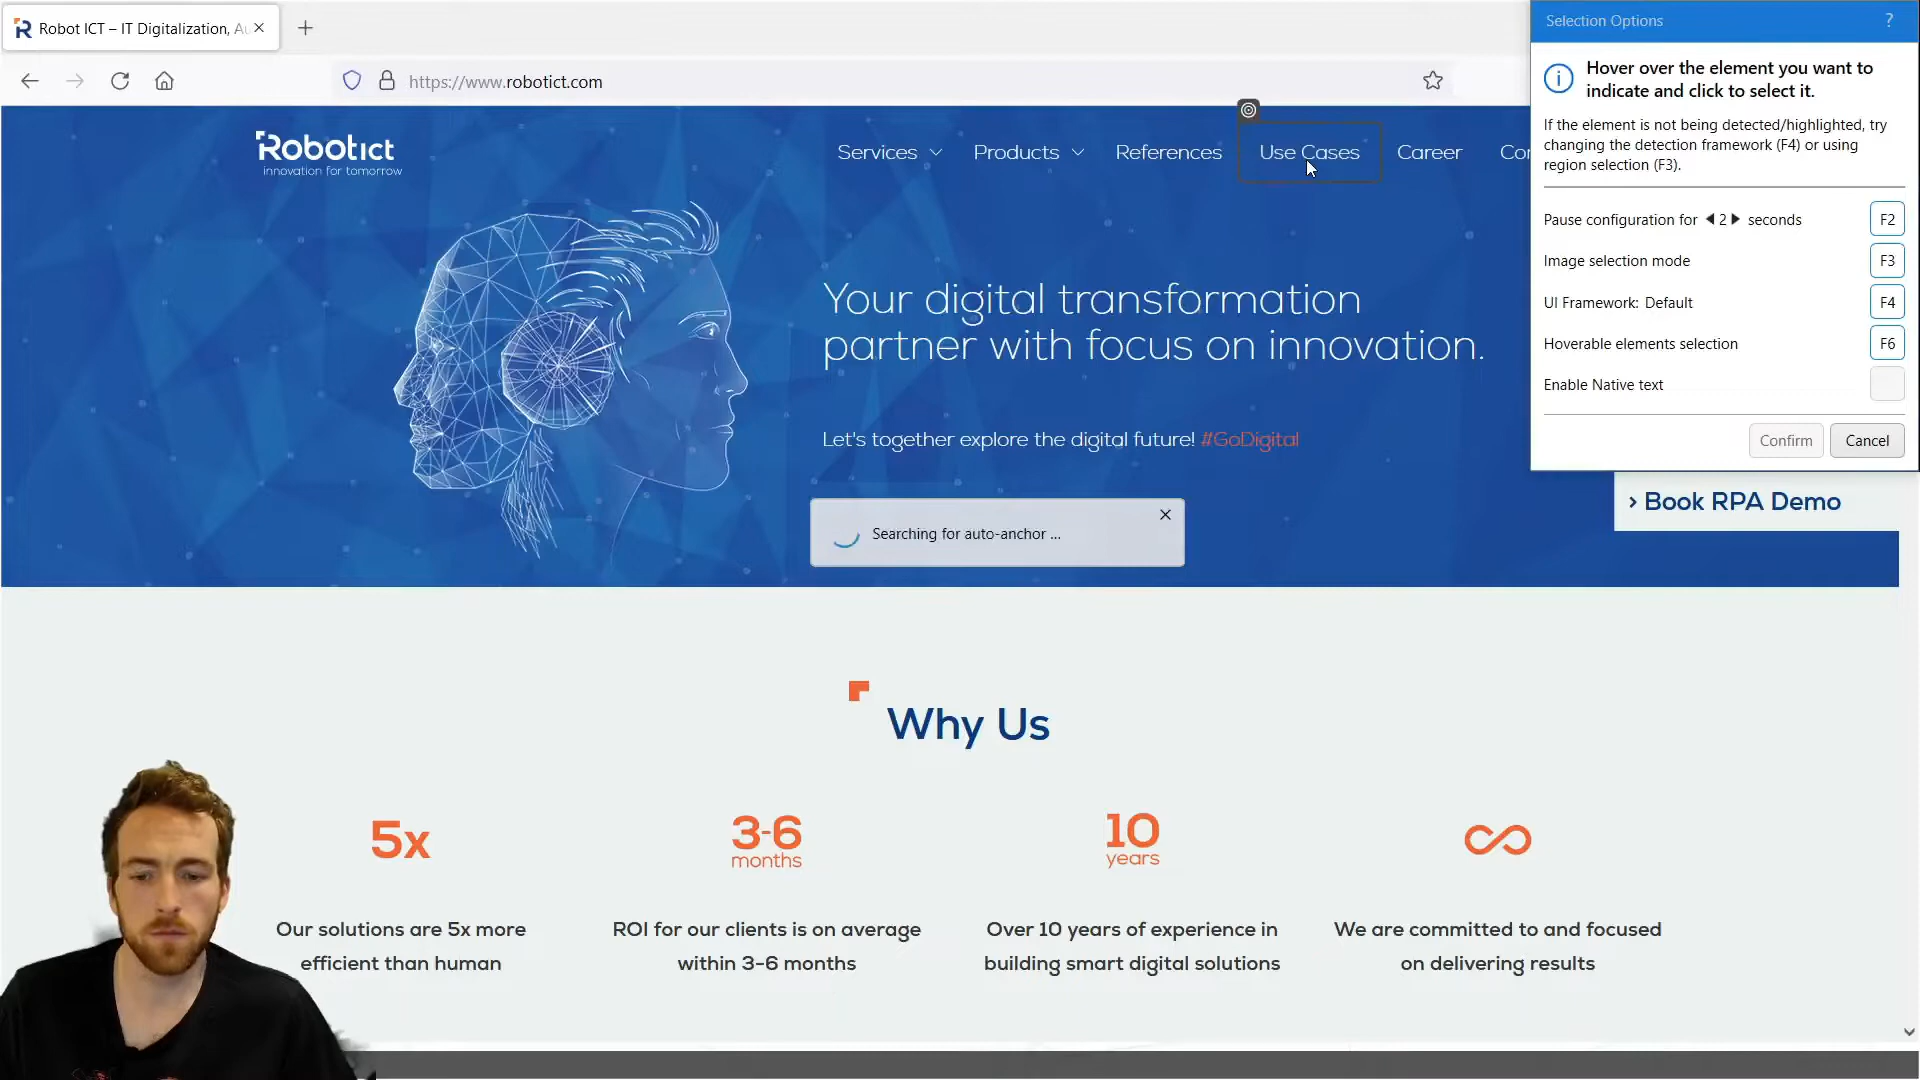 Robot ICT – IT Digitalization, Au
https://www.robotict.com
Robotict
innovation for tomorrow
Services
Products
References
Use Cases
Career
Con
Your digital transformation
partner with focus on innovation.
Let's together explore the digital future! #GoDigital
Searching for auto-anchor ...
Selection Options
?
Hover over the element you want to
indicate and click to select it.
If the element is not being detected/highlighted, try
changing the detection framework (F4) or using
region selection (F3).
Pause configuration for 2 seconds
F2
Image selection mode
F3
UI Framework: Default
F4
Hoverable elements selection
F6
Enable Native text
Confirm
Cancel
› Book RPA Demo
Why Us
5x
Our solutions are 5x more
efficient than human
3-6
months
ROI for our clients is on average
within 3-6 months
10
years
Over 10 years of experience in
building smart digital solutions
We are committed to and focused
on delivering results